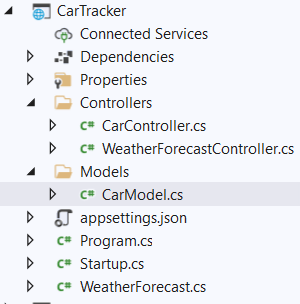 CarTracker
Connected Services
Dependencies
Properties
Controllers
C# CarController.cs
C# WeatherForecastController.cs
Models
C# CarModel.cs
appsettings.json
C# Program.cs
C# Startup.cs
C# WeatherForecast.cs